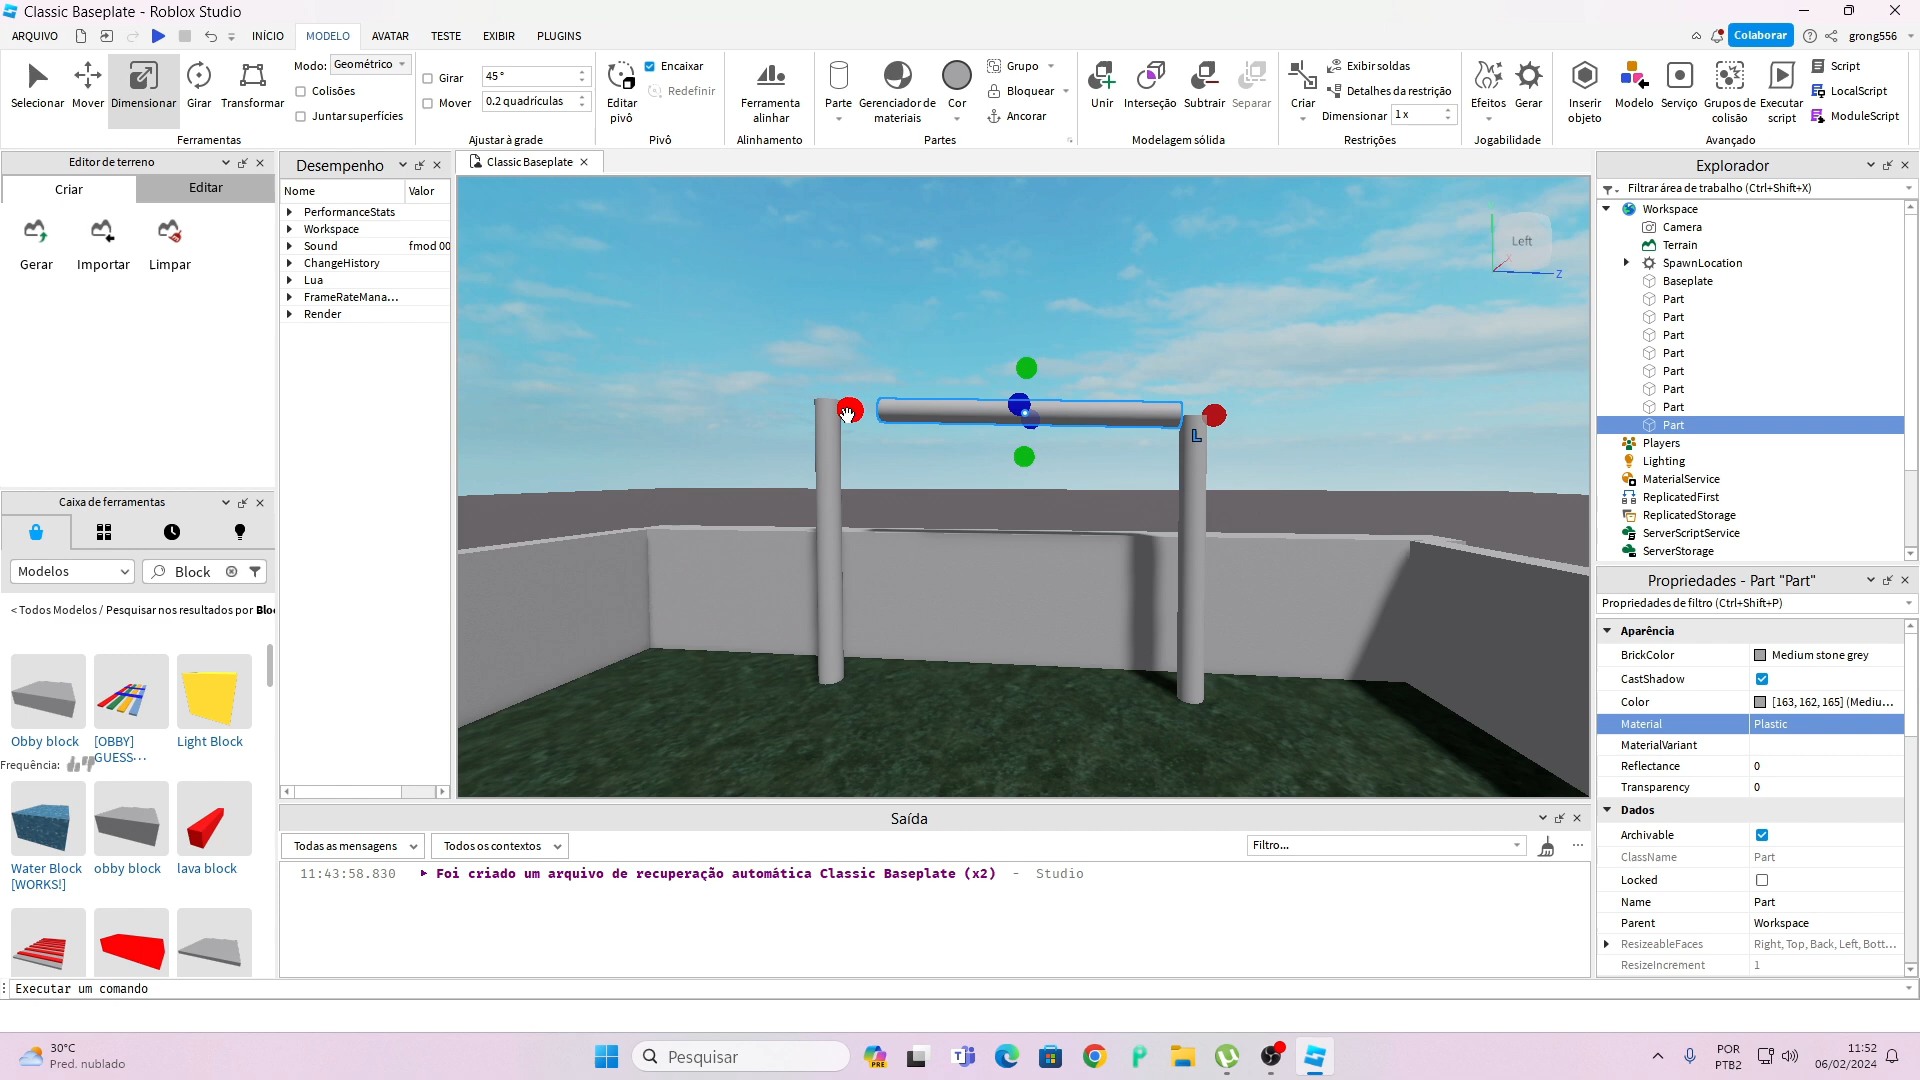 Classic Baseplate - Roblox Studio
ARQUIVO
INÍCIO
MODELO
AVATAR
TESTE
EXIBIR
PLUGINS
Colaborar
grong556
Selecionar
Mover
Dimensionar
Girar
Transformar
Modo:
Geométrico
Colisões
Juntar superfícies
Ferramentas
Girar
45 °
Mover
0.2 quadrículas
Ajustar à grade
Editar
pivô
Encaixar
Redefinir
Pivô
Ferramenta
alinhar
Alinhamento
Parte
Gerenciador de
materiais
Cor
Grupo
Bloquear
Ancorar
Partes
Unir
Interseção
Subtrair
Separar
Modelagem sólida
Criar
Exibir soldas
Detalhes da restrição
Dimensionar
1 x
Restrições
Efeitos
Gerar
Jogabilidade
Inserir
objeto
Modelo
Serviço
Grupos de
colisão
Executar
script
Script
LocalScript
ModuleScript
Avançado
Editor de terreno
Criar
Editar
Gerar
Importar
Limpar
Caixa de ferramentas
Modelos
Block
< Todos Modelos / Pesquisar nos resultados por Bloc
Obby block
[OBBY]
GUESS...
Light Block
Frequência:
Water Block
[WORKS!]
obby block
lava block
Desempenho
Nome
Valor
PerformanceStats
Workspace
Sound
fmod 00
ChangeHistory
Lua
FrameRateMana...
Render
Classic Baseplate
Left
Z
L
Saída
Todas as mensagens
Todos os contextos
Filtro...
11:43:58.830
Foi criado um arquivo de recuperação automática Classic Baseplate (x2) - Studio
Explorador
Filtrar área de trabalho (Ctrl+Shift+X)
Workspace
Camera
Terrain
SpawnLocation
Baseplate
Part
Part
Part
Part
Part
Part
Part
Part
Players
Lighting
MaterialService
ReplicatedFirst
ReplicatedStorage
ServerScriptService
ServerStorage
Propriedades - Part "Part"
Propriedades de filtro (Ctrl+Shift+P)
Aparência
BrickColor
Medium stone grey
CastShadow
Color
[163, 162, 165] (Mediu...
Material
Plastic
MaterialVariant
Reflectance
0
Transparency
0
Dados
Archivable
ClassName
Part
Locked
Name
Part
Parent
Workspace
ResizeableFaces
Right, Top, Back, Left, Bott...
ResizeIncrement
1
Executar um comando
30°C
Pred. nublado
Pesquisar
PRE
POR
PTB2
11:52
06/02/2024